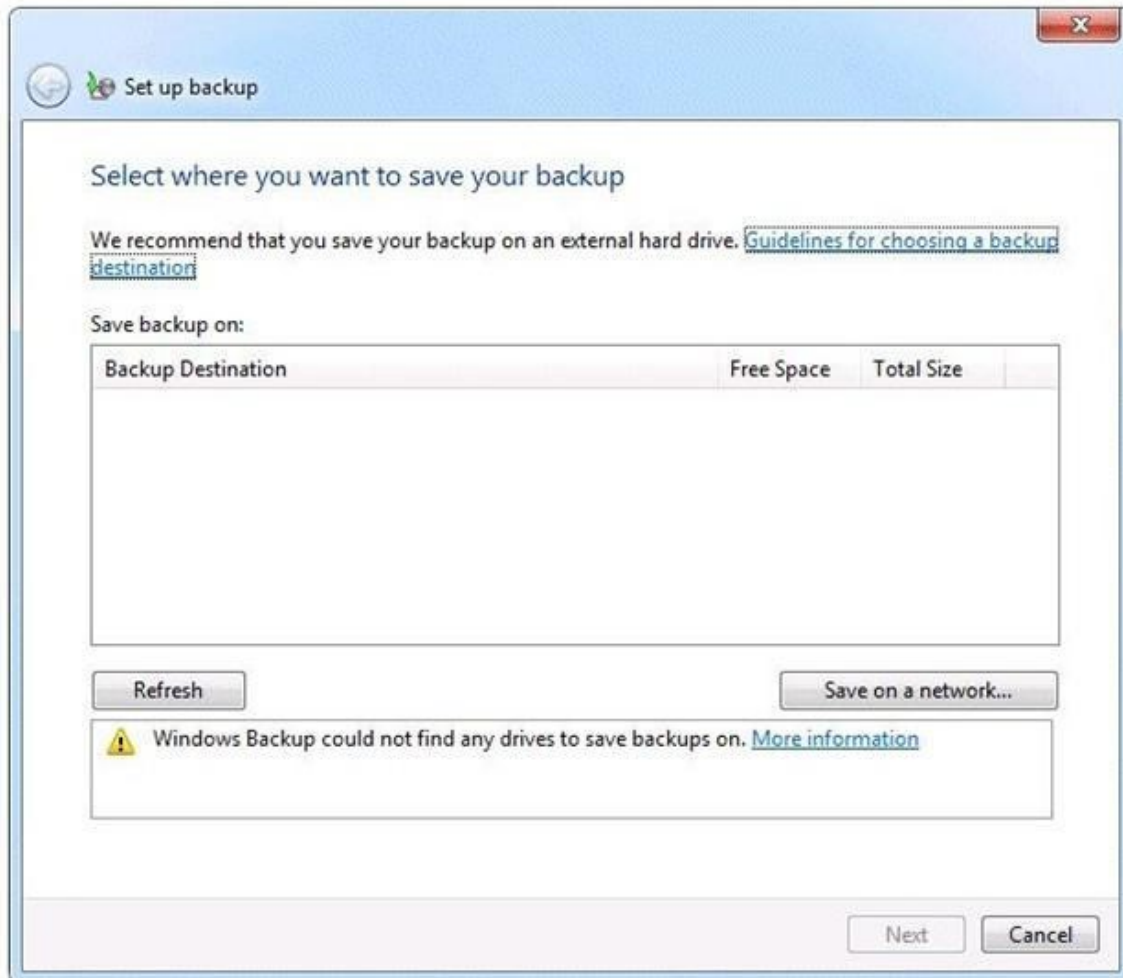 Set up backup
Select where you want to save your backup
We recommend that you save your backup on an external hard drive. Guidelines for choosing a backup
destination
Save backup on:
Backup Destination Free Space Total Size
Refresh Save on a network...
Windows Backup could not find any drives to save backups on. More information
Next Cancel